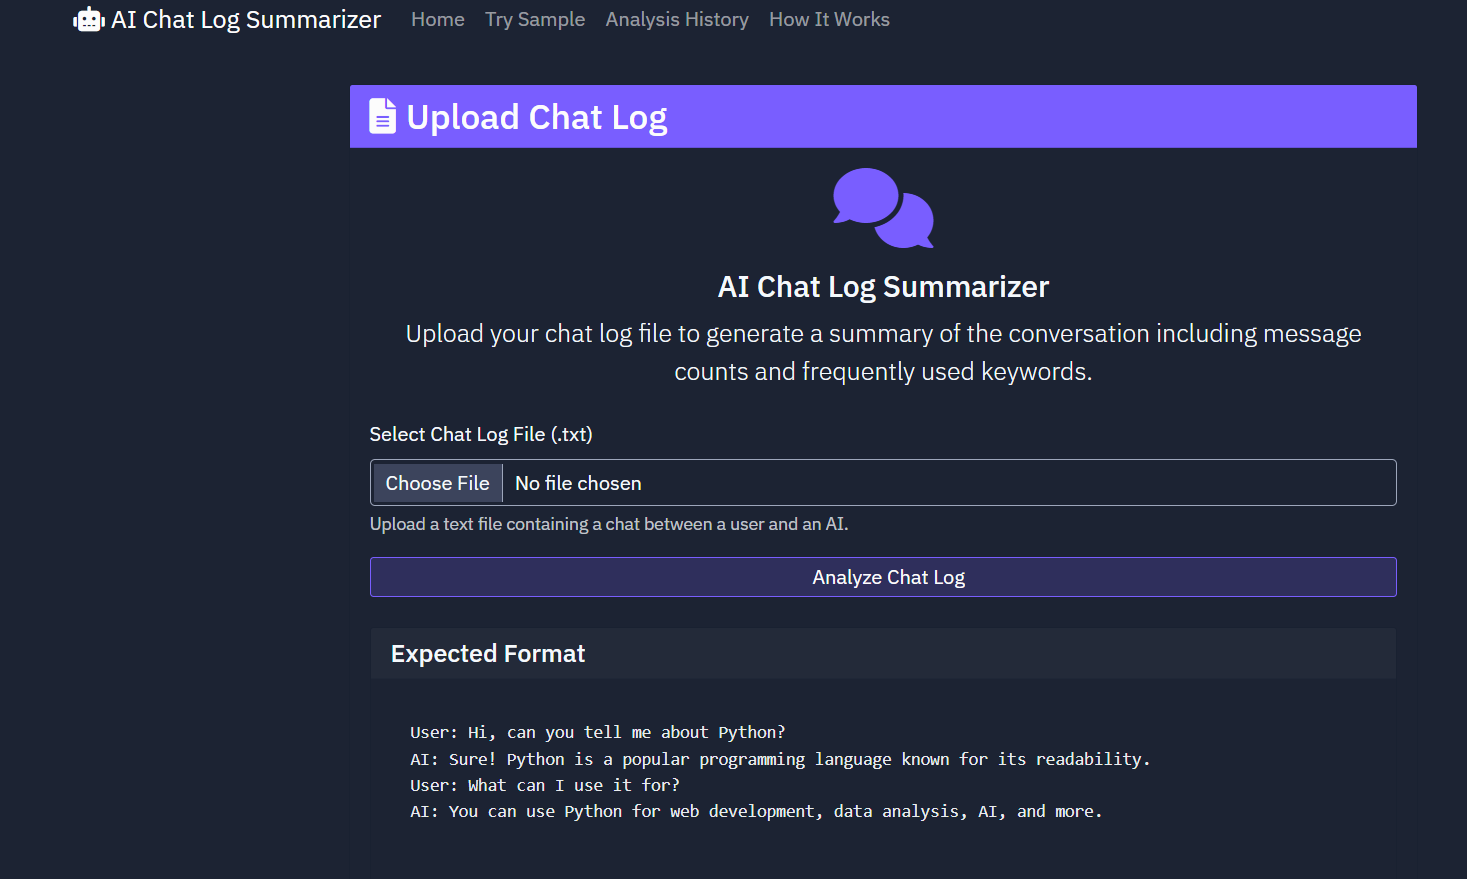 AI Chat Log Summarizer Home Try Sample Analysis History How It Works
Upload Chat Log
AI Chat Log Summarizer
Upload your chat log file to generate a summary of the conversation including message
counts and frequently used keywords.
Select Chat Log File (.txt)
Choose File No file chosen
Upload a text file containing a chat between a user and an AI.
Analyze Chat Log
Expected Format
User: Hi, can you tell me about Python?
AI: Sure! Python is a popular programming language known for its readability.
User: What can I use it for?
AI: You can use Python for web development, data analysis, AI, and more.